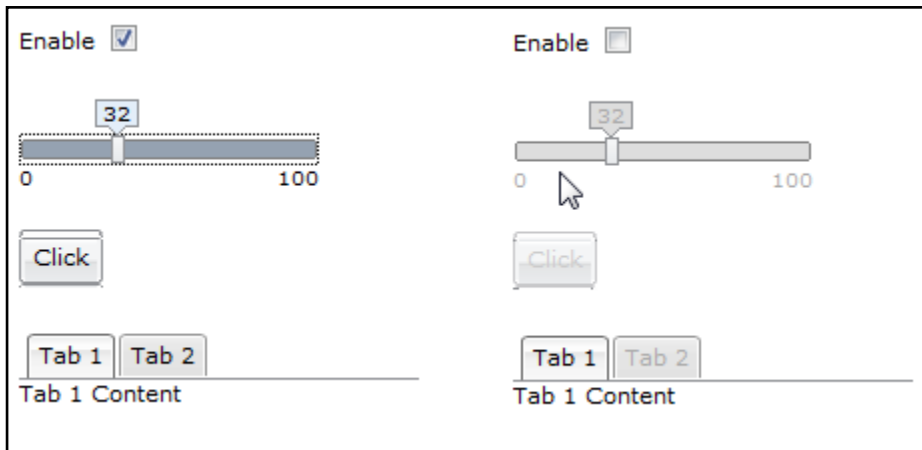 Enable
32
0 100
Click
Tab 1 Tab 2
Tab 1 Content
Enable
32
0 100
Click
Tab 1 Tab 2
Tab 1 Content